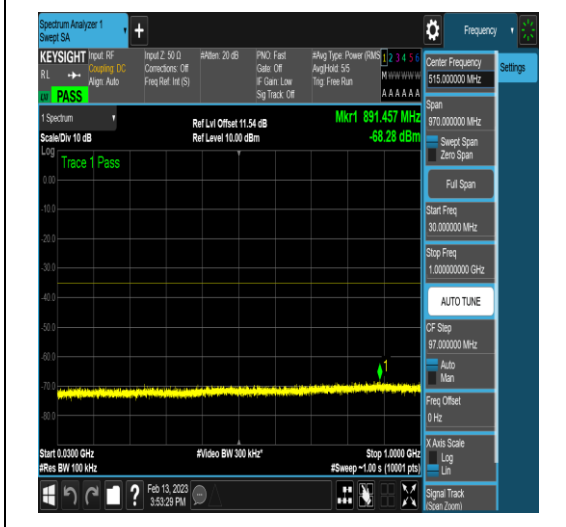 Spectrum Analyzer 1
Swept SA
+
Frequency
KEYSIGHT
RL
PASS
Input: RF
Coupling: DC
Align: Auto
Input Z: 50 Ω
Corrections: Off
Freq Ref: Int (S)
#Atten: 20 dB
PNO: Fast
Gate: Off
IF Gain: Low
Sig Track: Off
#Avg Type: Power (RMS)
Avg|Hold: 5/5
Trig: Free Run
1 2 3 4 5 6
M W W W W W
A A A A A A
1 Spectrum
Scale/Div 10 dB
Ref Lvl Offset 11.54 dB
Ref Level 10.00 dBm
Mkr1 891.457 MHz
-68.28 dBm
Log
Trace 1 Pass
0.00
-10.0
-20.0
-30.0
-40.0
-50.0
-60.0
-70.0
-80.0
1
Start 0.0300 GHz
#Res BW 100 kHz
#Video BW 300 kHz*
Stop 1.0000 GHz
#Sweep ~1.00 s (10001 pts)
Center Frequency
515.000000 MHz
Settings
Span
970.000000 MHz
Swept Span
Zero Span
Full Span
Start Freq
30.000000 MHz
Stop Freq
1.000000000 GHz
AUTO TUNE
CF Step
97.000000 MHz
Auto
Man
Freq Offset
0 Hz
X Axis Scale
Log
Lin
Signal Track
(Span Zoom)
?
Feb 13, 2023
3:53:29 PM